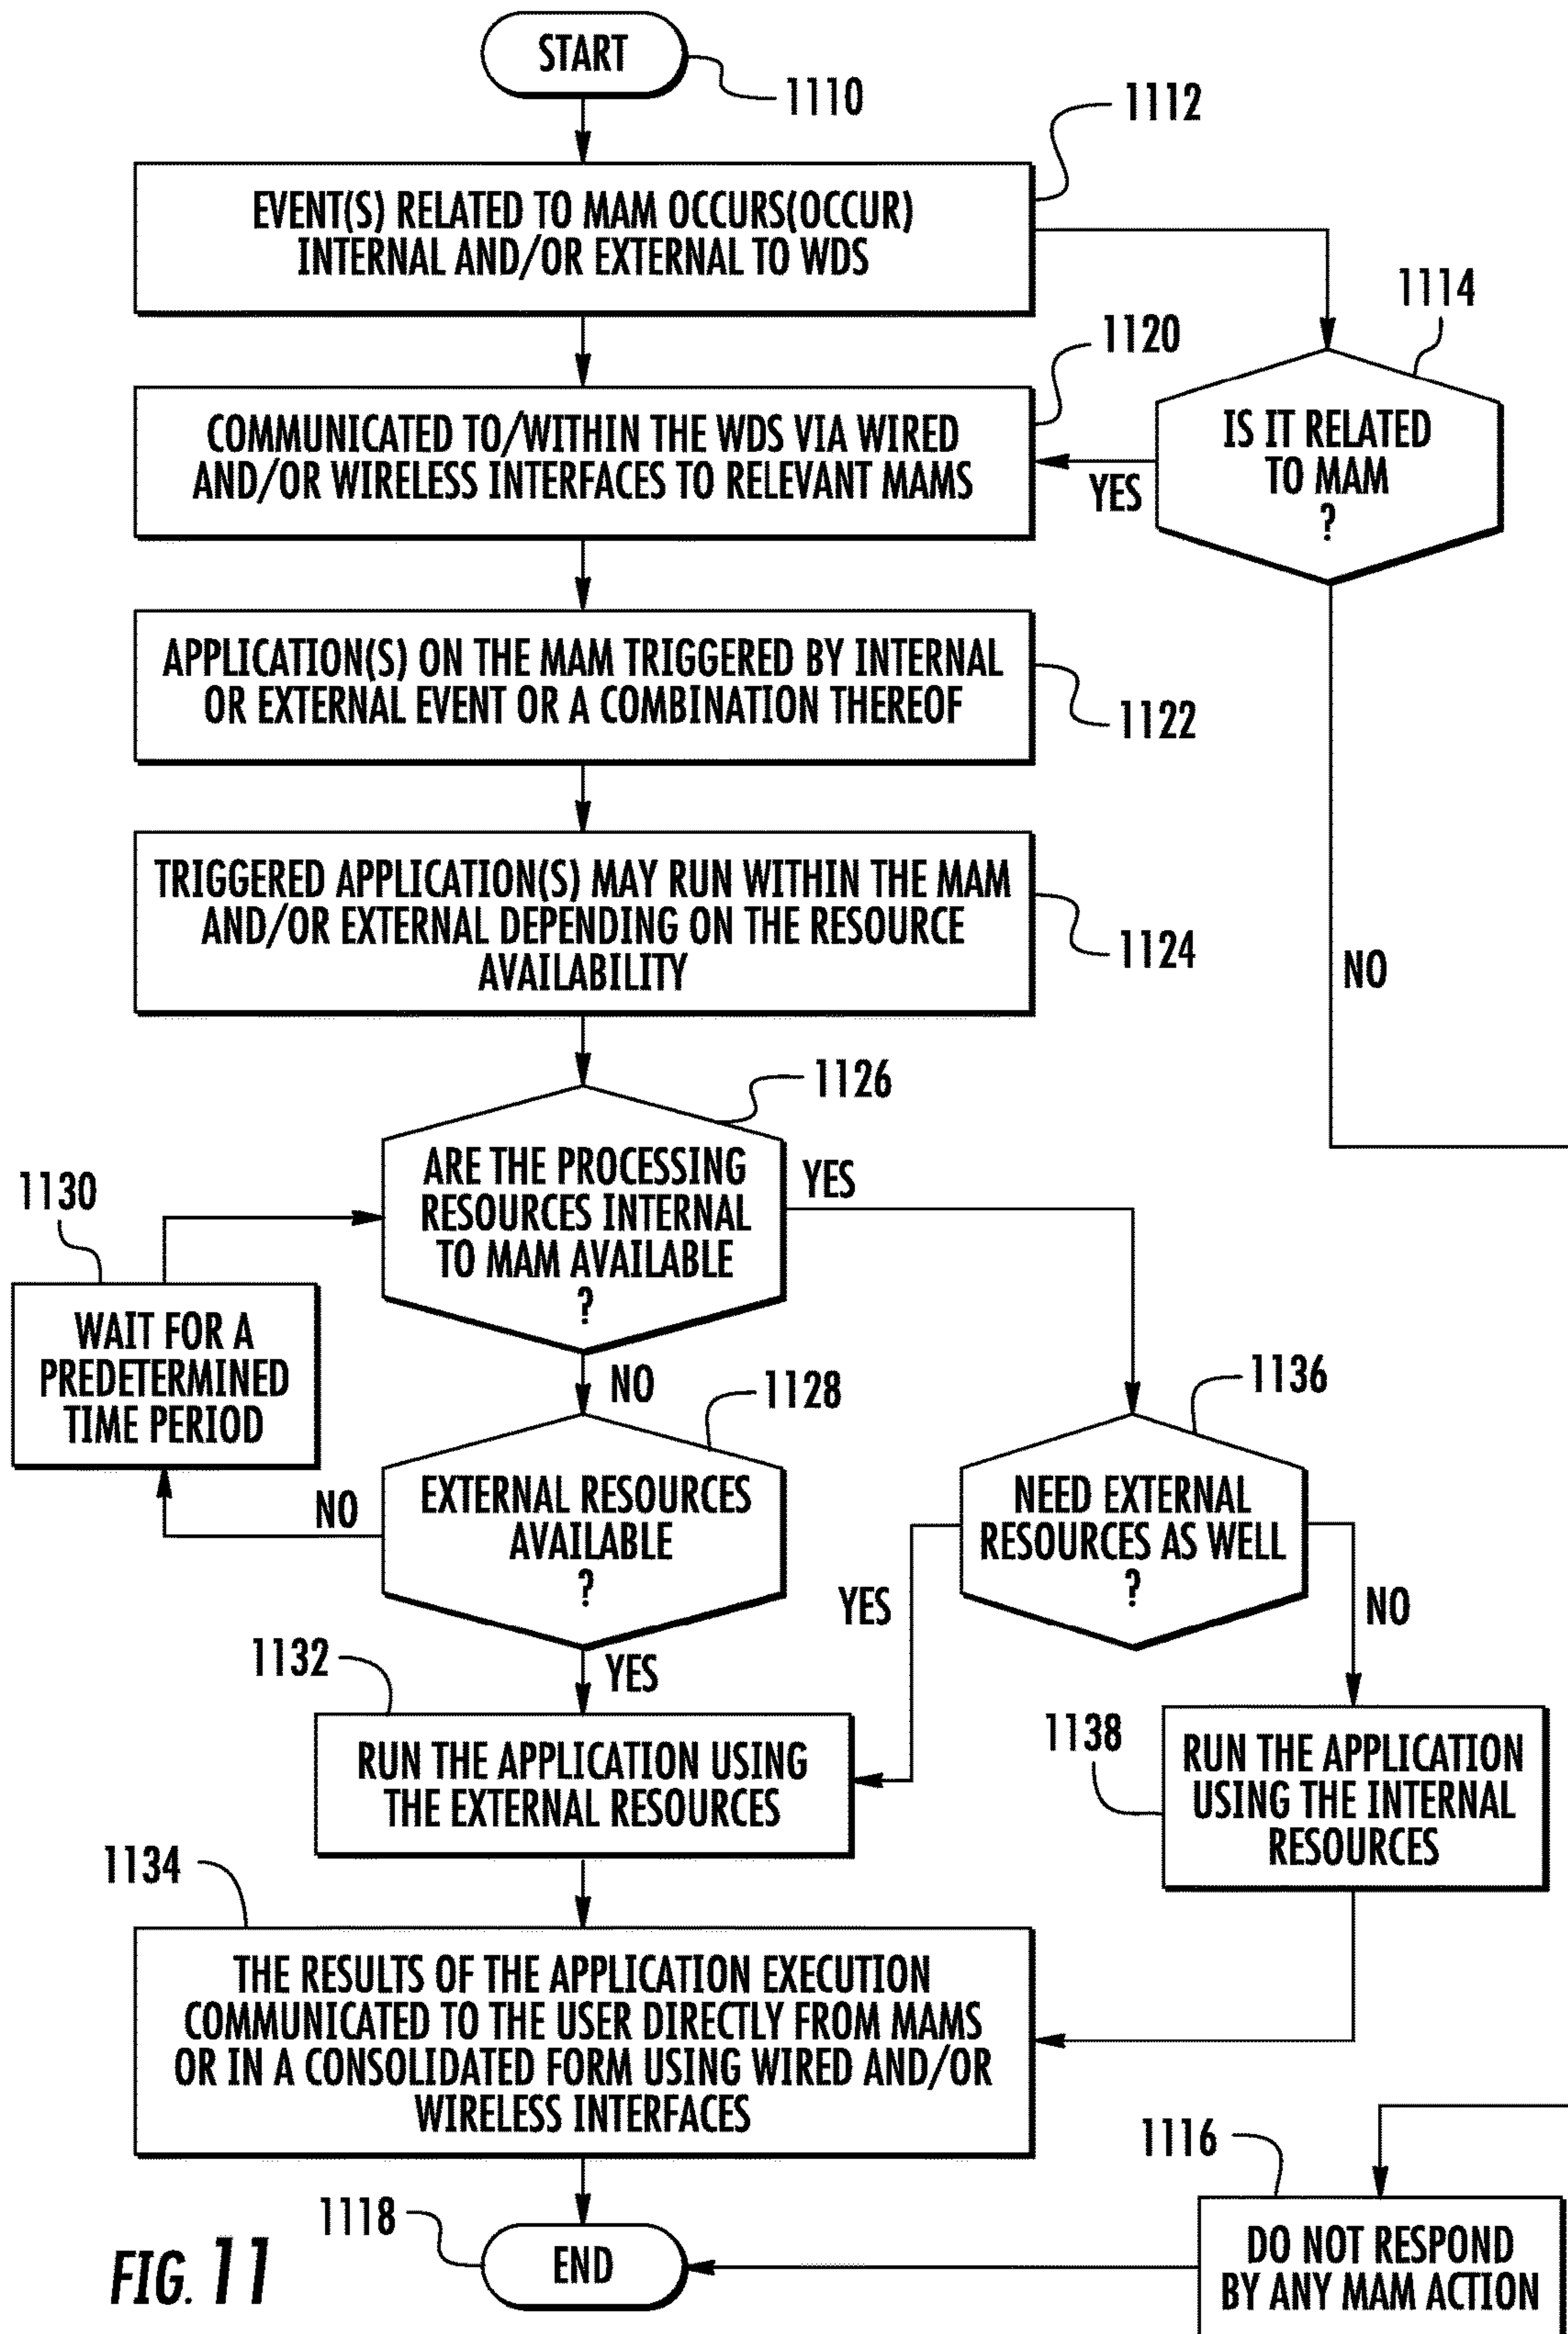 START
1110
1112
EVENT(S) RELATED TO MAM OCCURS(OCCUR)
INTERNAL AND/OR EXTERNAL TO WDS
1114
1120
IS IT RELATED
TO MAM
?
COMMUNICATED TO/WITHIN THE WDS VIA WIRED
AND/OR WIRELESS INTERFACES TO RELEVANT MAMS
YES
NO
APPLICATION(S) ON THE MAM TRIGGERED BY INTERNAL
OR EXTERNAL EVENT OR A COMBINATION THEREOF
1122
TRIGGERED APPLICATION(S) MAY RUN WITHIN THE MAM
AND/OR EXTERNAL DEPENDING ON THE RESOURCE
AVAILABILITY
1124
1126
ARE THE PROCESSING
RESOURCES INTERNAL
TO MAM AVAILABLE
?
YES
NO
1130
WAIT FOR A
PREDETERMINED
TIME PERIOD
1128
EXTERNAL RESOURCES
AVAILABLE
?
NO
YES
1136
NEED EXTERNAL
RESOURCES AS WELL
?
YES
NO
1132
RUN THE APPLICATION USING
THE EXTERNAL RESOURCES
1138
RUN THE APPLICATION
USING THE INTERNAL
RESOURCES
1134
THE RESULTS OF THE APPLICATION EXECUTION
COMMUNICATED TO THE USER DIRECTLY FROM MAMS
OR IN A CONSOLIDATED FORM USING WIRED AND/OR
WIRELESS INTERFACES
1116
DO NOT RESPOND
BY ANY MAM ACTION
1118
END
FIG. 11